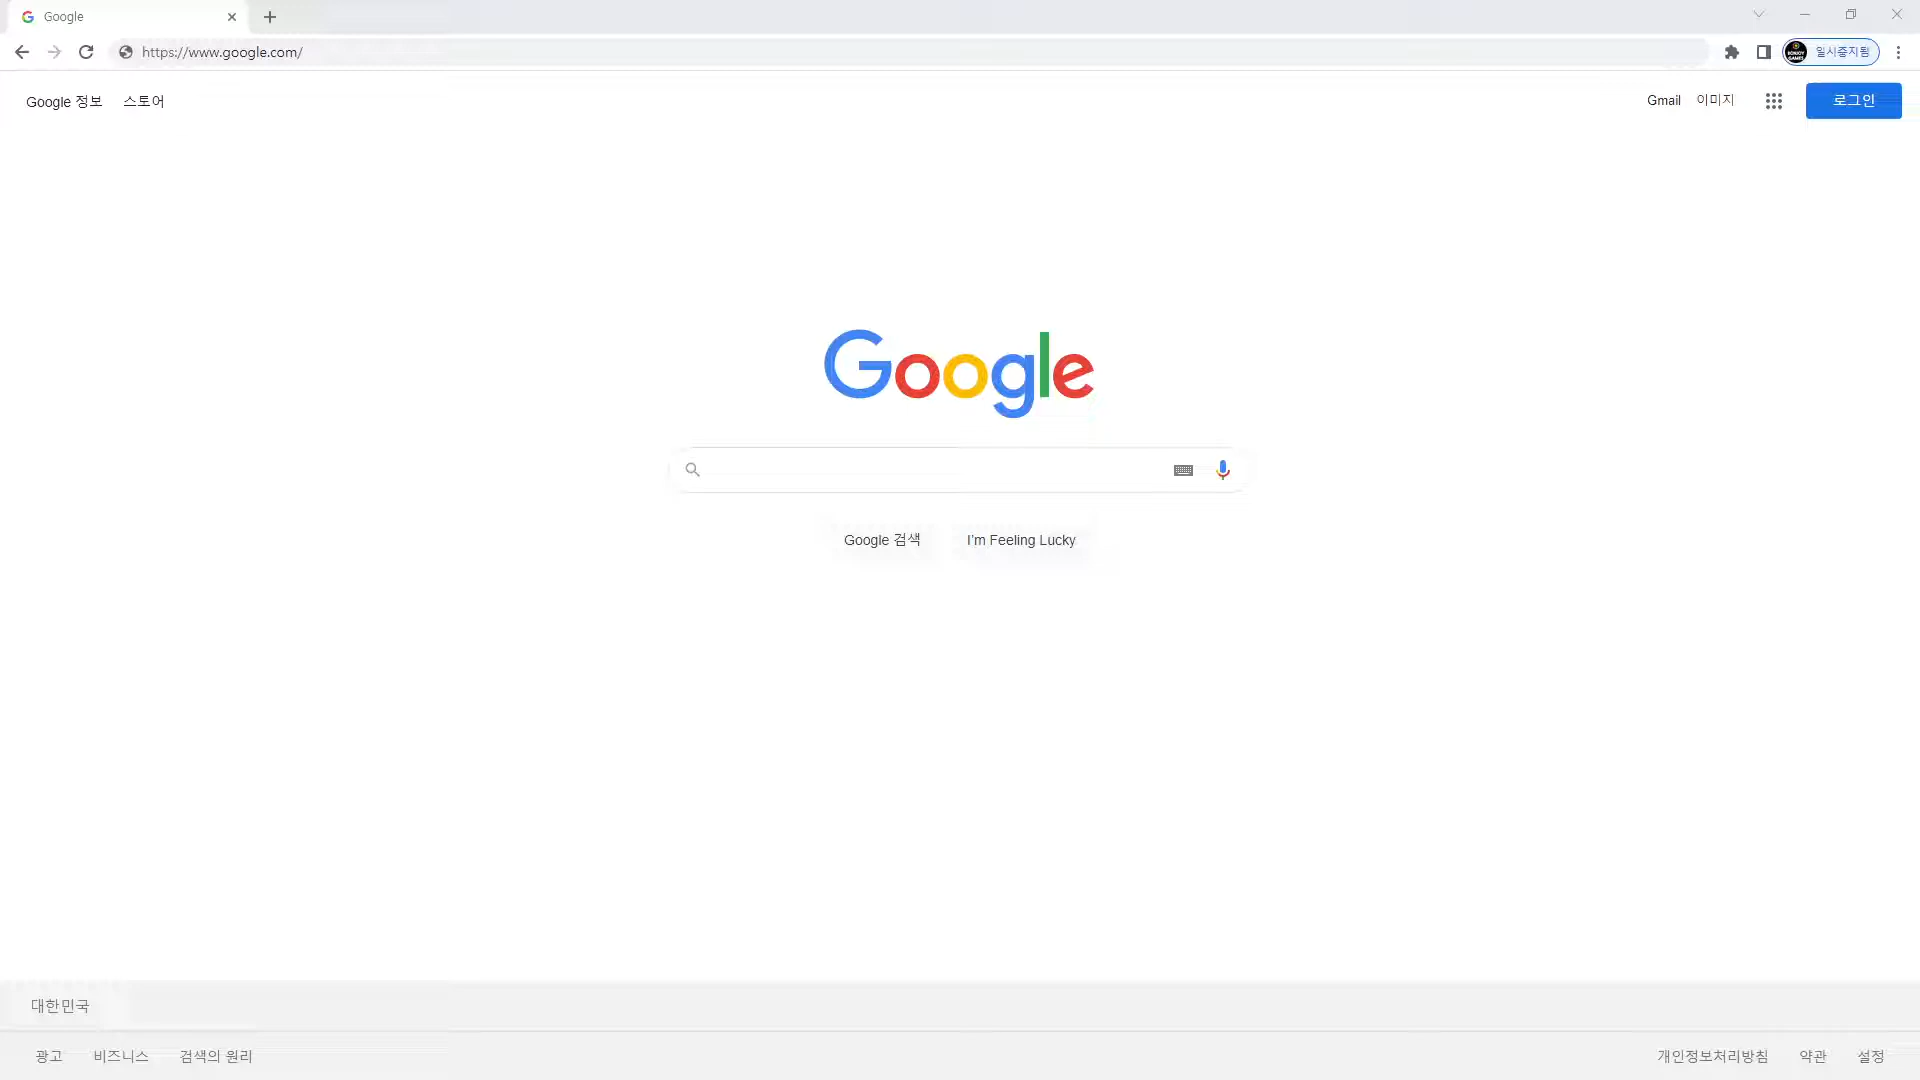 Google
https://www.google.com/
일시중지됨
Google 정보 스토어
Gmail 이미지
로그인
Google
Google 검색 I'm Feeling Lucky
대한민국
광고 비즈니스 검색의 원리
개인정보처리방침 약관 설정